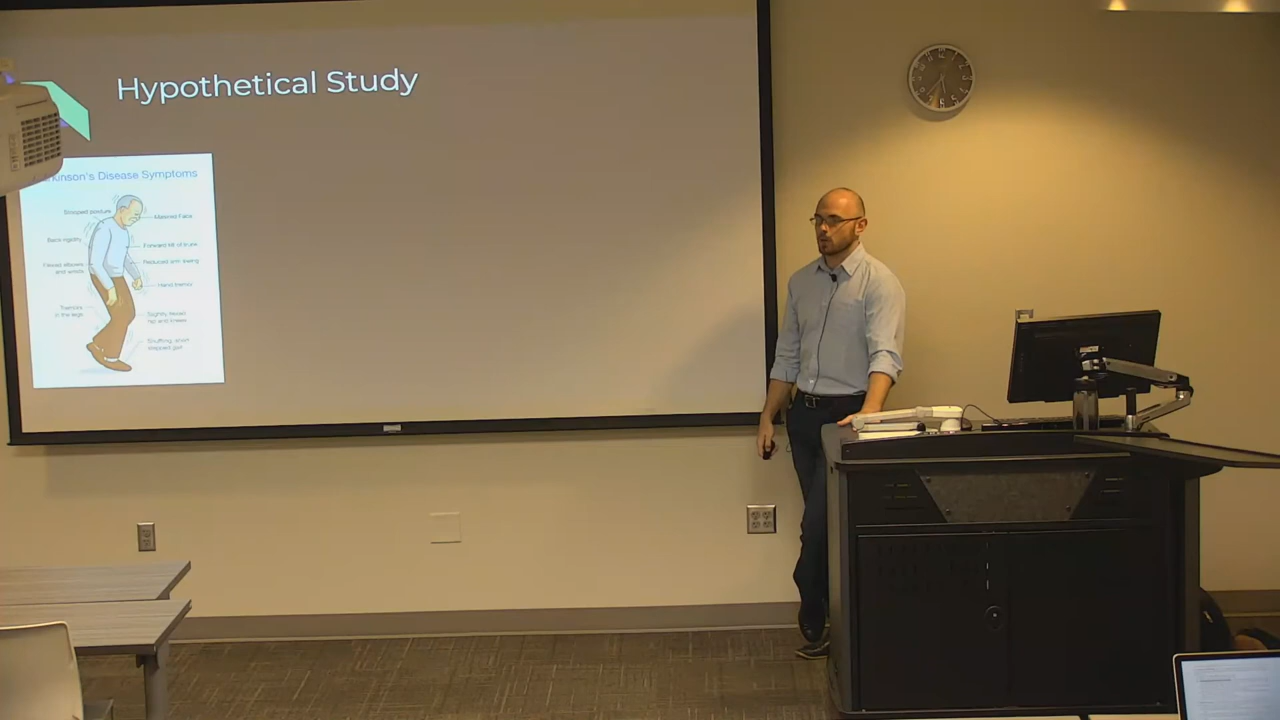 Hypothetical Study
kinson's Disease Symptoms
Stooped posture
Masked Face
Back rigidity
Forward tilt of trunk
Flexed elbows
and wrists
Reduced arm swing
Hand tremor
Tremors
in the legs
Slightly flexed
hip and knees
Shuffling, short
stepped gait